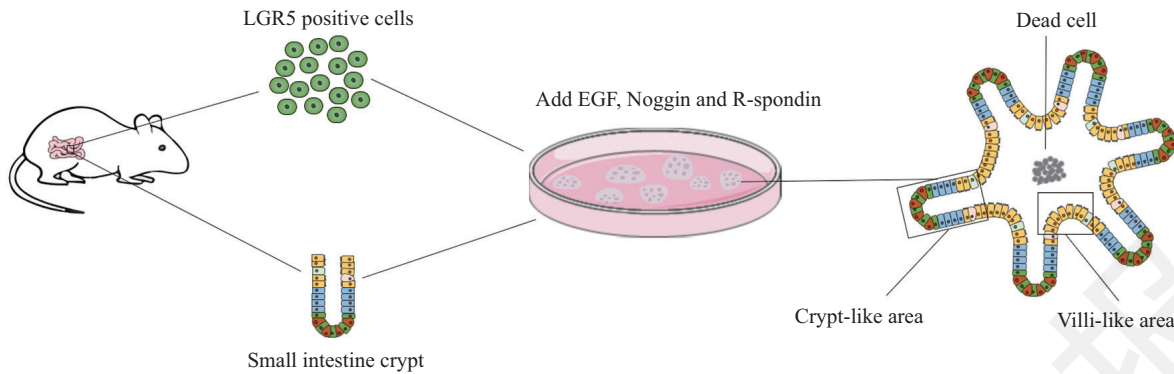 LGR5 positive cells
Dead cell
Add EGF, Noggin and R-spondin
Crypt-like area
Villi-like area
Small intestine crypt